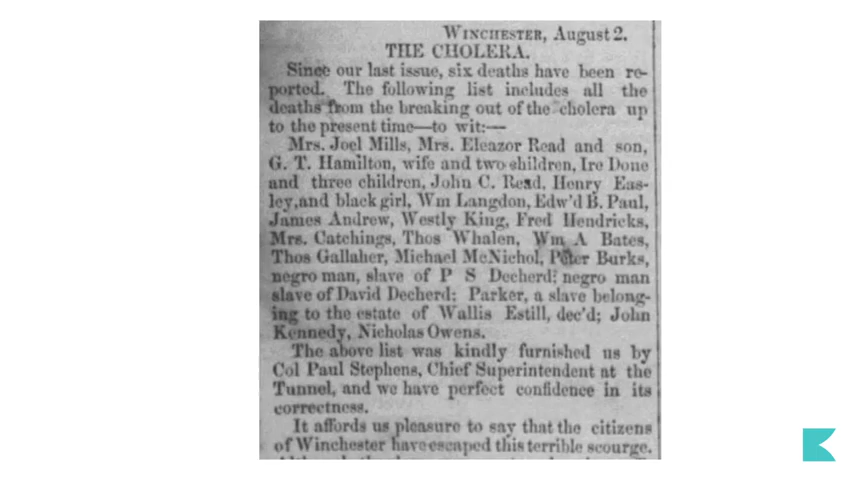 WINCHESTER, August 2.
THE CHOLERA.
Since our last issue, six deaths have been re-
ported. The following list includes all the
deaths from the breaking out of the cholera up
to the present time—to wit:—
Mrs. Joel Mills, Mrs. Eleazor Read and son,
G. T. Hamilton, wife and two children, Ire Done
and three children, John C. Read, Henry Eas-
ley,and black girl, Wm Langdon, Edw'd B. Paul,
James Andrew, Westly King, Fred Hendricks,
Mrs. Catchings, Thos Whalen, Wm A Bates,
Thos Gallaher, Michael McNichol, Peter Burks,
negro man, slave of P S Decherd; negro man
slave of David Decherd; Parker, a slave belong-
ing to the estate of Wallis Estill, dec'd; John
Kennedy, Nicholas Owens.
The above list was kindly furnished us by
Col Paul Stephens, Chief Superintendent at the
Tunnel, and we have perfect confidence in its
correctness.
It affords us pleasure to say that the citizens
of Winchester have escaped this terrible scourge.